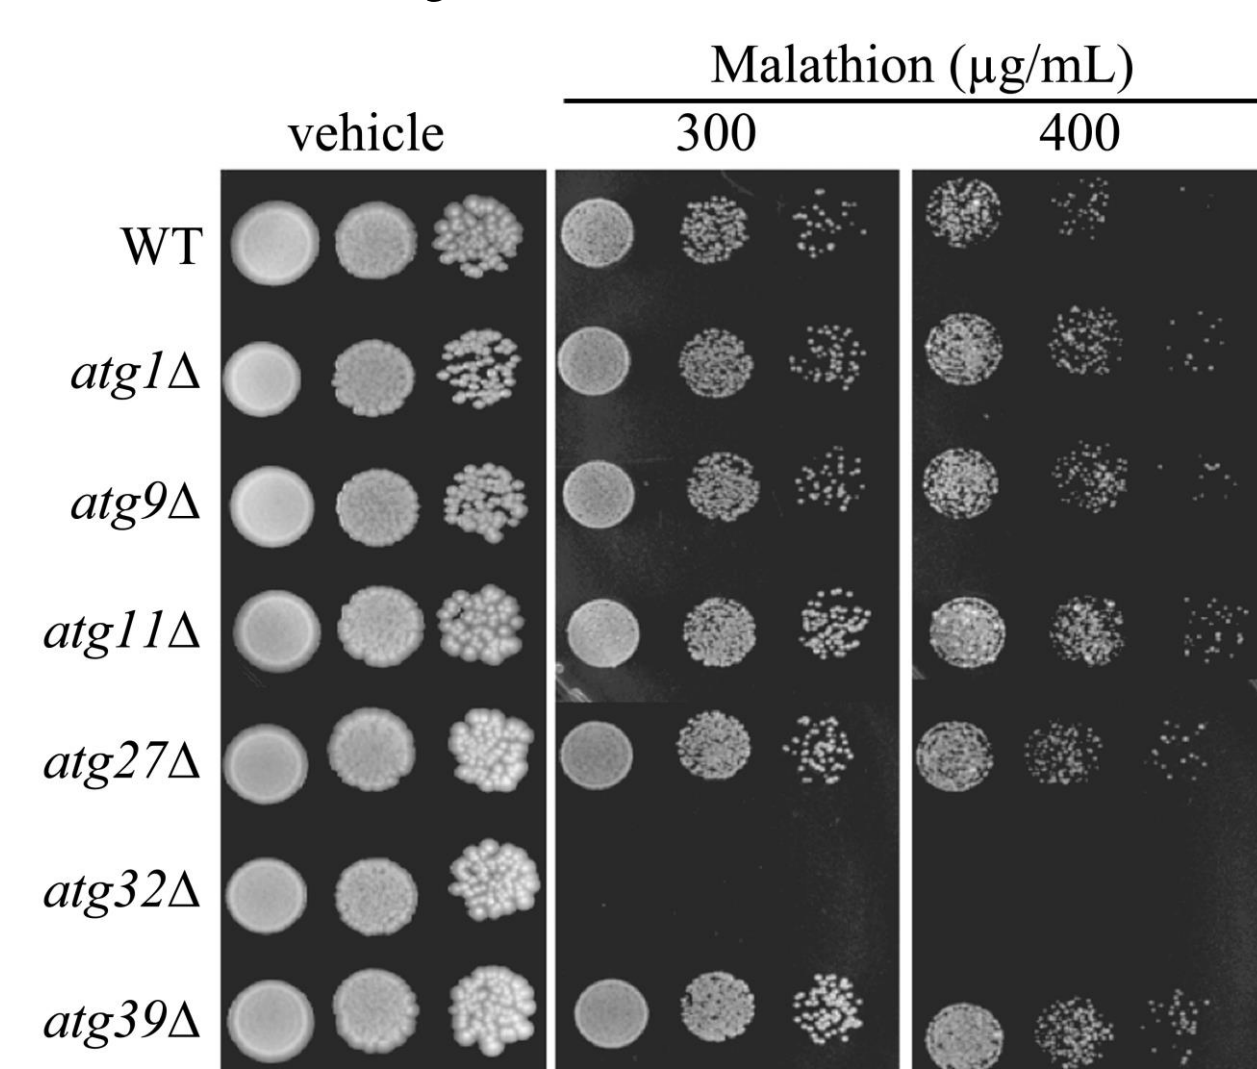 Malathion (µg/mL)
vehicle 300 400
WT
atg1Δ
atg9Δ
atg11Δ
atg27Δ
atg32Δ
atg39Δ